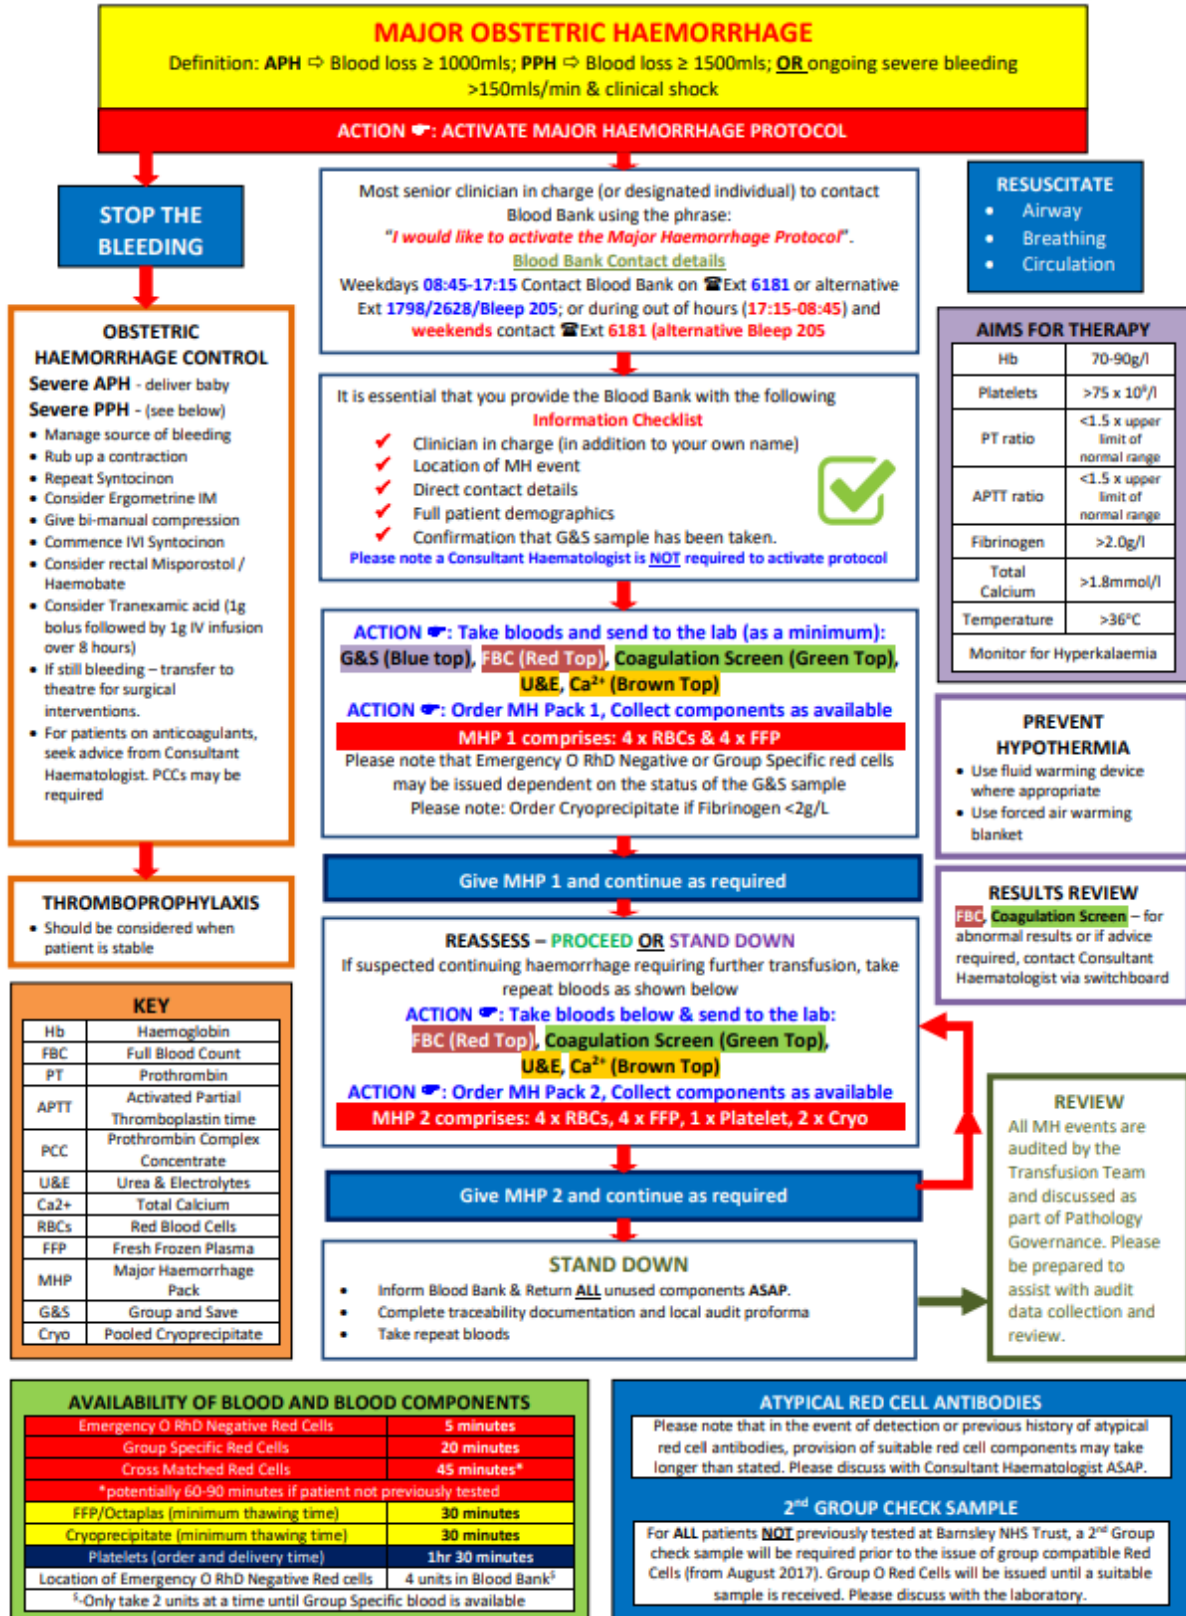 MAJOR OBSTETRIC HAEMORRHAGE
Definition: APH ⇨ Blood loss ≥ 1000mls; PPH ⇨ Blood loss ≥ 1500mls; OR ongoing severe bleeding
>150mls/min & clinical shock
ACTION ☛: ACTIVATE MAJOR HAEMORRHAGE PROTOCOL
STOP THE
BLEEDING
OBSTETRIC
HAEMORRHAGE CONTROL
Severe APH - deliver baby
Severe PPH - (see below)
• Manage source of bleeding
• Rub up a contraction
• Repeat Syntocinon
• Consider Ergometrine IM
• Give bi-manual compression
• Commence IVI Syntocinon
• Consider rectal Misporostol /
Haemobate
• Consider Tranexamic acid (1g
bolus followed by 1g IV infusion
over 8 hours)
• If still bleeding – transfer to
theatre for surgical
interventions.
• For patients on anticoagulants,
seek advice from Consultant
Haematologist. PCCs may be
required
THROMBOPROPHYLAXIS
• Should be considered when
patient is stable
KEY
Hb Haemoglobin
FBC Full Blood Count
PT Prothrombin
APTT Activated Partial
Thromboplastin time
PCC Prothrombin Complex
Concentrate
U&E Urea & Electrolytes
Ca2+ Total Calcium
RBCs Red Blood Cells
FFP Fresh Frozen Plasma
MHP Major Haemorrhage
Pack
G&S Group and Save
Cryo Pooled Cryoprecipitate
Most senior clinician in charge (or designated individual) to contact
Blood Bank using the phrase:
"I would like to activate the Major Haemorrhage Protocol".
Blood Bank Contact details
Weekdays 08:45-17:15 Contact Blood Bank on ☎Ext 6181 or alternative
Ext 1798/2628/Bleep 205; or during out of hours (17:15-08:45) and
weekends contact ☎Ext 6181 (alternative Bleep 205
It is essential that you provide the Blood Bank with the following
Information Checklist
✓ Clinician in charge (in addition to your own name)
✓ Location of MH event
✓ Direct contact details
✓ Full patient demographics
✓ Confirmation that G&S sample has been taken.
Please note a Consultant Haematologist is NOT required to activate protocol
ACTION ☛: Take bloods and send to the lab (as a minimum):
G&S (Blue top), FBC (Red Top), Coagulation Screen (Green Top),
U&E, Ca²⁺ (Brown Top)
ACTION ☛: Order MH Pack 1, Collect components as available
MHP 1 comprises: 4 x RBCs & 4 x FFP
Please note that Emergency O RhD Negative or Group Specific red cells
may be issued dependent on the status of the G&S sample
Please note: Order Cryoprecipitate if Fibrinogen <2g/L
Give MHP 1 and continue as required
REASSESS – PROCEED OR STAND DOWN
If suspected continuing haemorrhage requiring further transfusion, take
repeat bloods as shown below
ACTION ☛: Take bloods below & send to the lab:
FBC (Red Top), Coagulation Screen (Green Top),
U&E, Ca²⁺ (Brown Top)
ACTION ☛: Order MH Pack 2, Collect components as available
MHP 2 comprises: 4 x RBCs, 4 x FFP, 1 x Platelet, 2 x Cryo
Give MHP 2 and continue as required
STAND DOWN
• Inform Blood Bank & Return ALL unused components ASAP.
• Complete traceability documentation and local audit proforma
• Take repeat bloods
RESUSCITATE
• Airway
• Breathing
• Circulation
AIMS FOR THERAPY
Hb 70-90g/l
Platelets >75 x 10⁹/l
PT ratio <1.5 x upper
limit of
normal range
APTT ratio <1.5 x upper
limit of
normal range
Fibrinogen >2.0g/l
Total
Calcium >1.8mmol/l
Temperature >36°C
Monitor for Hyperkalaemia
PREVENT
HYPOTHERMIA
• Use fluid warming device
where appropriate
• Use forced air warming
blanket
RESULTS REVIEW
FBC, Coagulation Screen – for
abnormal results or if advice
required, contact Consultant
Haematologist via switchboard
REVIEW
All MH events are
audited by the
Transfusion Team
and discussed as
part of Pathology
Governance. Please
be prepared to
assist with audit
data collection and
review.
AVAILABILITY OF BLOOD AND BLOOD COMPONENTS
Emergency O RhD Negative Red Cells 5 minutes
Group Specific Red Cells 20 minutes
Cross Matched Red Cells 45 minutes*
*potentially 60-90 minutes if patient not previously tested
FFP/Octaplas (minimum thawing time) 30 minutes
Cryoprecipitate (minimum thawing time) 30 minutes
Platelets (order and delivery time) 1hr 30 minutes
Location of Emergency O RhD Negative Red cells 4 units in Blood Bank$
$-Only take 2 units at a time until Group Specific blood is available
ATYPICAL RED CELL ANTIBODIES
Please note that in the event of detection or previous history of atypical
red cell antibodies, provision of suitable red cell components may take
longer than stated. Please discuss with Consultant Haematologist ASAP.
2nd GROUP CHECK SAMPLE
For ALL patients NOT previously tested at Barnsley NHS Trust, a 2nd Group
check sample will be required prior to the issue of group compatible Red
Cells (from August 2017). Group O Red Cells will be issued until a suitable
sample is received. Please discuss with the laboratory.